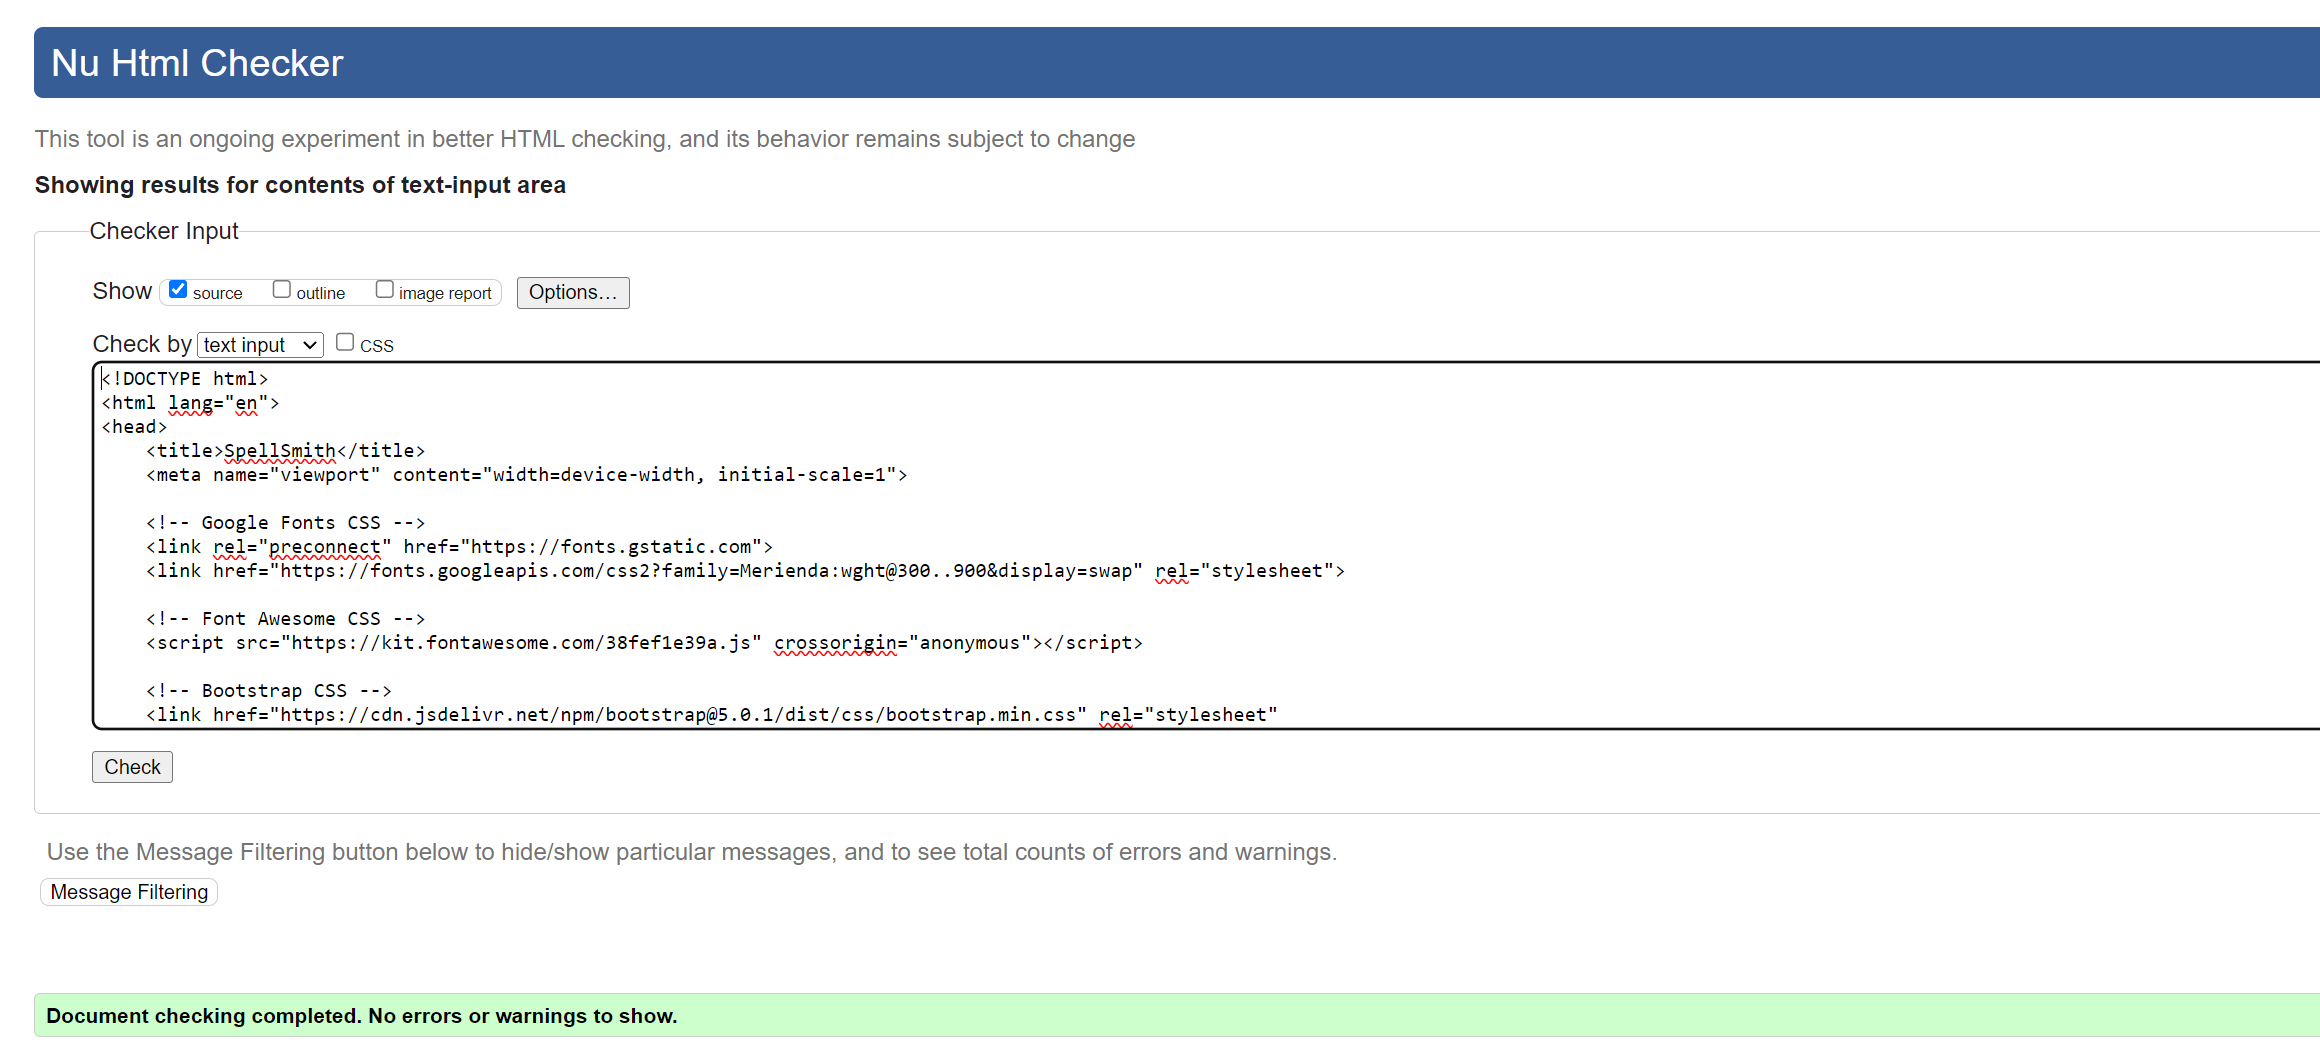 Nu Html Checker
This tool is an ongoing experiment in better HTML checking, and its behavior remains subject to change
Showing results for contents of text-input area
Checker Input
Show source outline image report Options...
Check by text input CSS
<!DOCTYPE html>
<html lang="en">
<head>
    <title>SpellSmith</title>
    <meta name="viewport" content="width=device-width, initial-scale=1">
    <!-- Google Fonts CSS -->
    <link rel="preconnect" href="https://fonts.gstatic.com">
    <link href="https://fonts.googleapis.com/css2?family=Merienda:wght@300..900&display=swap" rel="stylesheet">
    <!-- Font Awesome CSS -->
    <script src="https://kit.fontawesome.com/38fef1e39a.js" crossorigin="anonymous"></script>
    <!-- Bootstrap CSS -->
    <link href="https://cdn.jsdelivr.net/npm/bootstrap@5.0.1/dist/css/bootstrap.min.css" rel="stylesheet"
Check
Use the Message Filtering button below to hide/show particular messages, and to see total counts of errors and warnings.
Message Filtering
Document checking completed. No errors or warnings to show.